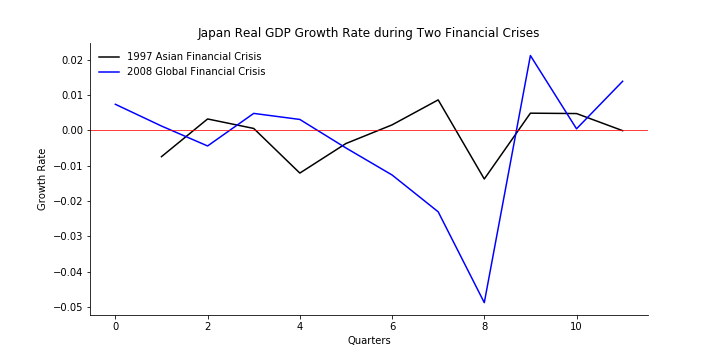 Japan Real GDP Growth Rate during Two Financial Crises
1997 Asian Financial Crisis
2008 Global Financial Crisis
Growth Rate
0.02
0.01
0.00
−0.01
−0.02
−0.03
−0.04
−0.05
0 2 4 6 8 10
Quarters